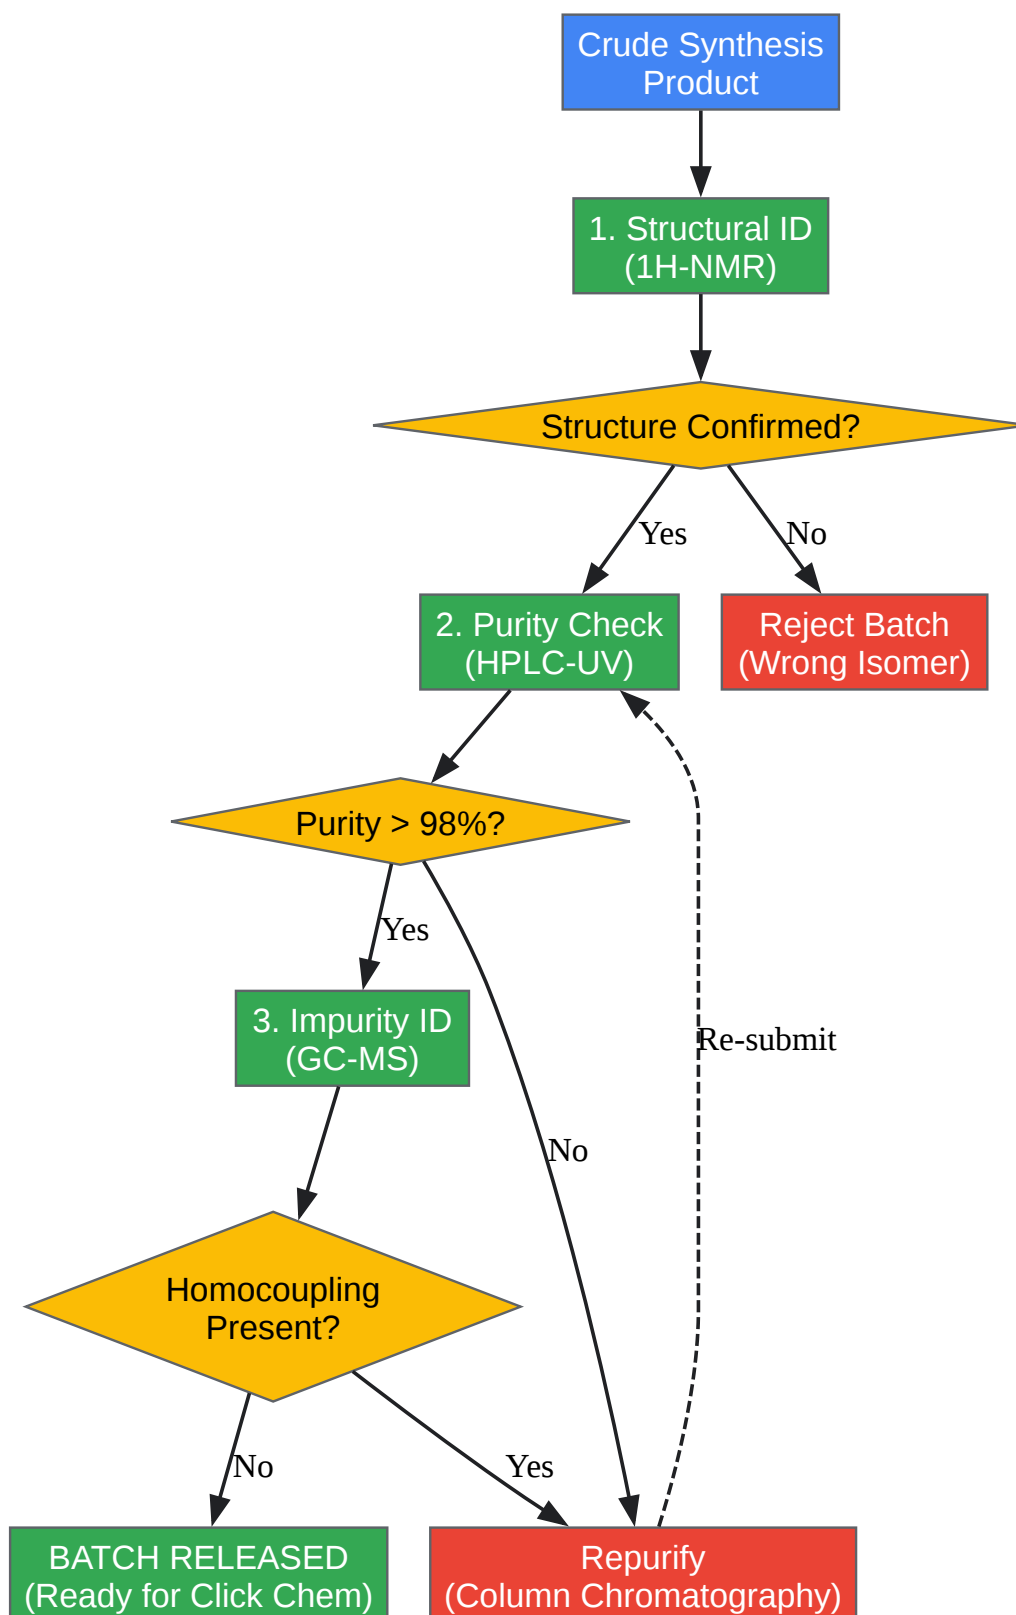 Crude Synthesis
Product
1. Structural ID
(1H-NMR)
Structure Confirmed?
Yes
No
2. Purity Check
(HPLC-UV)
Reject Batch
(Wrong Isomer)
Purity > 98%?
Yes
3. Impurity ID
(GC-MS)
Re-submit
No
Homocoupling
Present?
No
Yes
BATCH RELEASED
(Ready for Click Chem)
Repurify
(Column Chromatography)